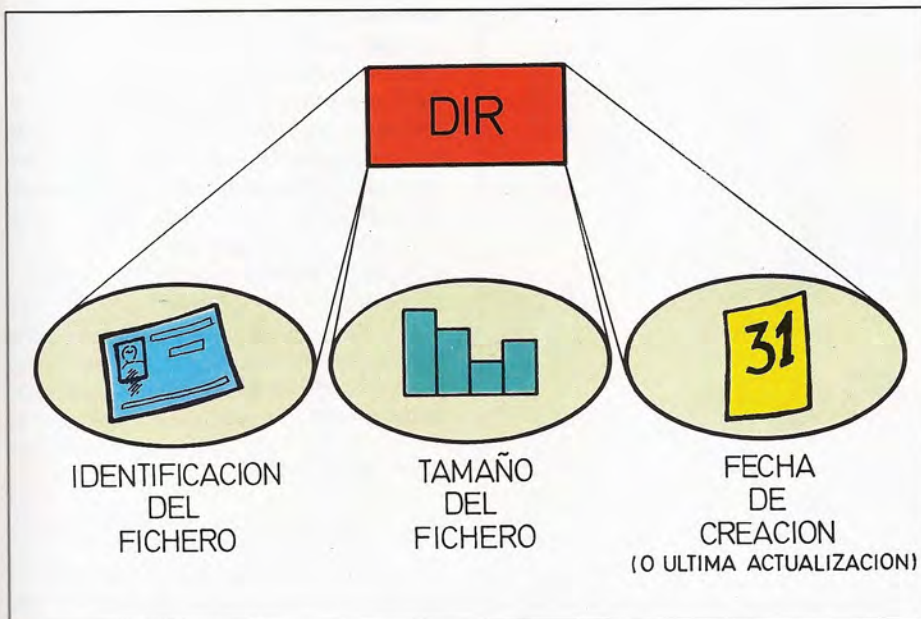 DIR
IDENTIFICACION
DEL
FICHERO
TAMAÑO
DEL
FICHERO
31
FECHA
DE
CREACION
(O ULTIMA ACTUALIZACION)